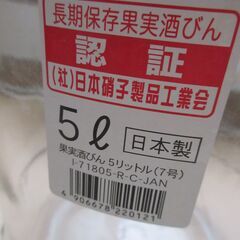 長期保存果実酒びん
認証
(社)日本硝子製品工業会
5ℓ
日本製
果実酒びん 5リットル(7号)
I-71805-R-C-JAN
4 906678 220121